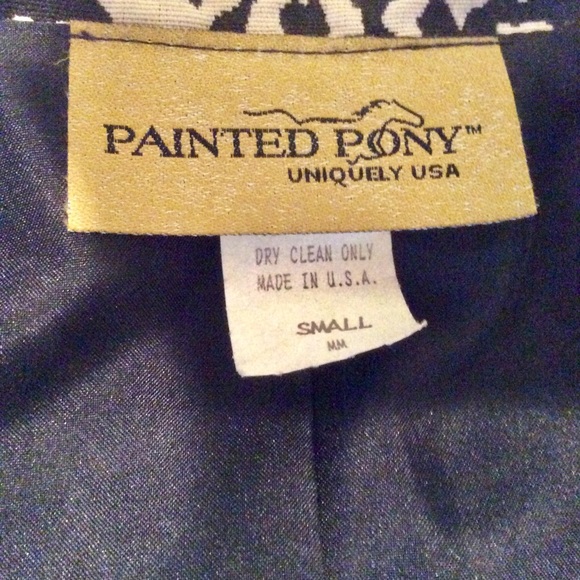 PAINTED PONY™
UNIQUELY USA
DRY CLEAN ONLY
MADE IN U.S.A.
SMALL
MM